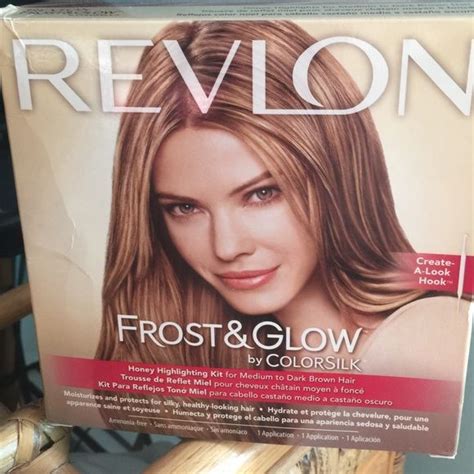 REVLON
Create-
A-Look
Hook™
FROST&GLOW
by COLORSILK™
Honey Highlighting Kit for Medium to Dark Brown Hair
Trousse de Reflet Miel pour cheveux châtain moyen à foncé
Kit Para Reflejos Tono Miel para cabello castaño medio a castaño oscuro
Moisturizes and protects for silky, healthy-looking hair • Hydrate et protège la chevelure, pour une
apparence saine et soyeuse • Humecta y protege el cabello para una apariencia sedosa y saludable
Ammonia-free • Sans ammoniaque • Sin amoníaco 1 Application • 1 Application • 1 Aplicación